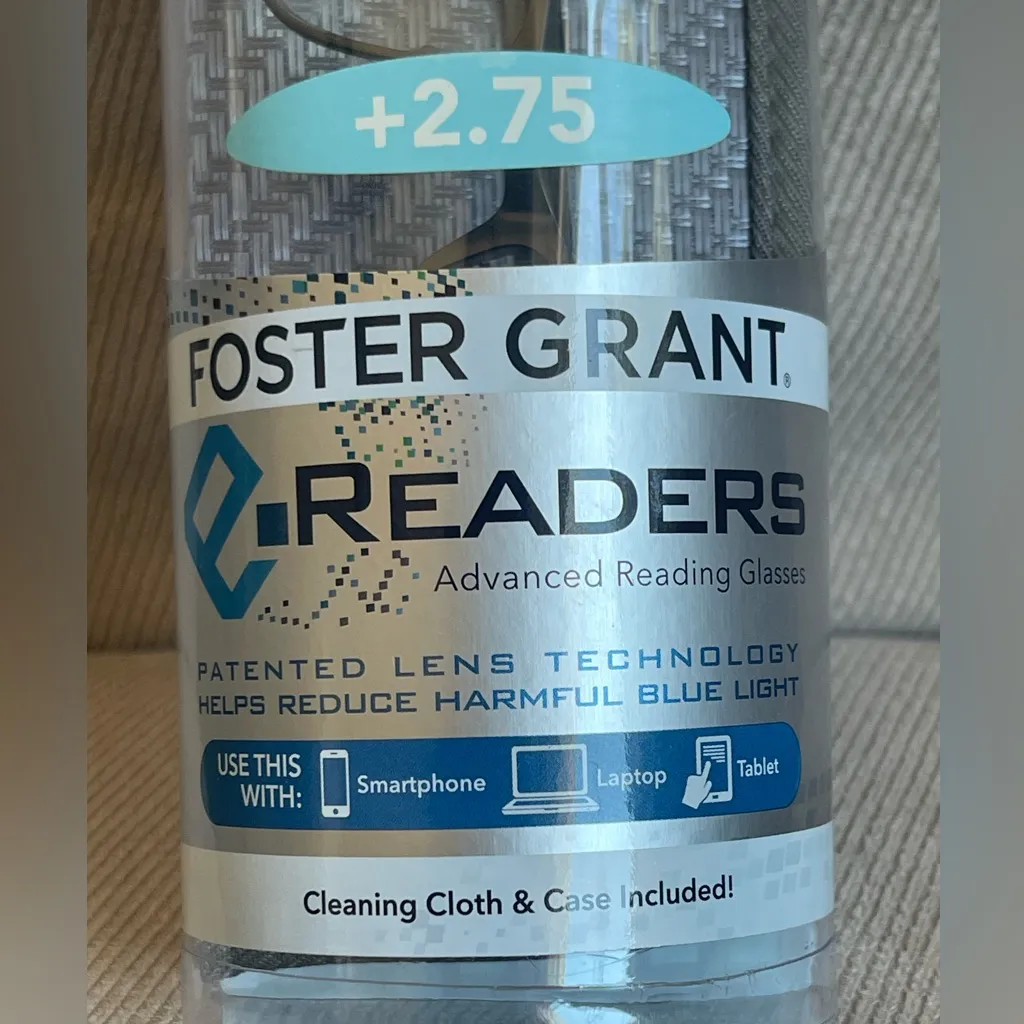 +2.75
FOSTER GRANT®
e.READERS
Advanced Reading Glasses
PATENTED LENS TECHNOLOGY
HELPS REDUCE HARMFUL BLUE LIGHT
USE THIS WITH: Smartphone Laptop Tablet
Cleaning Cloth & Case Included!